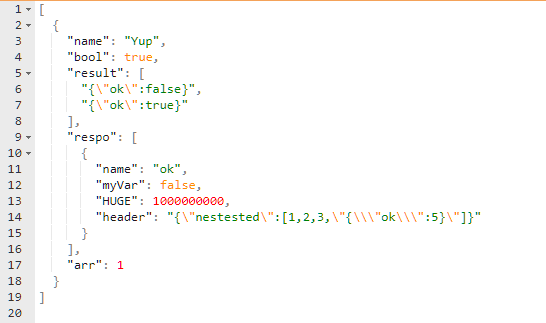 1 [
2   {
3     "name": "Yup",
4     "bool": true,
5     "result": [
6       "{\"ok\":false}",
7       "{\"ok\":true}"
8     ],
9     "respo": [
10       {
11         "name": "ok",
12         "myVar": false,
13         "HUGE": 1000000000,
14         "header": "{\"nestested\":[1,2,3,\"{\\\"ok\\\":5}\"]}"
15       }
16     ],
17     "arr": 1
18   }
19 ]
20